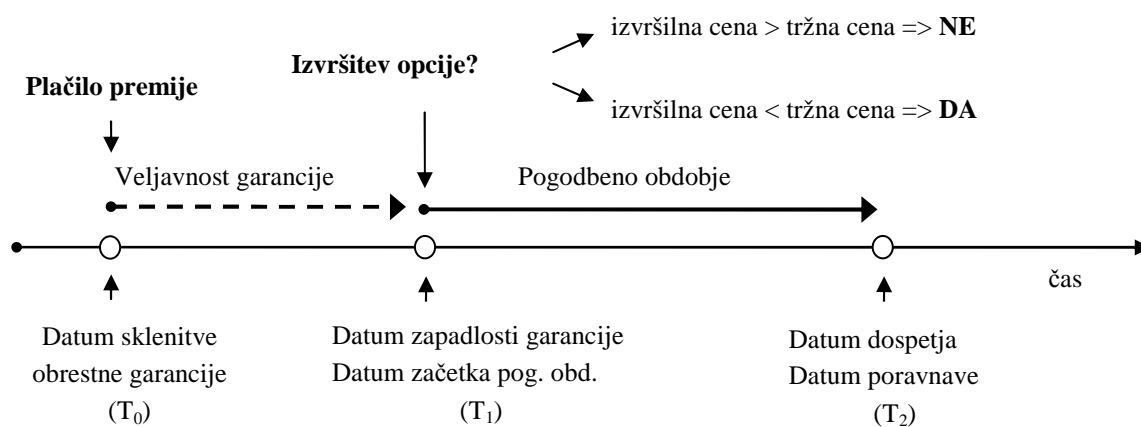 izvršilna cena > tržna cena => NE
Izvršitev opcije?
Plačilo premije
izvršilna cena < tržna cena => DA
Veljavnost garancije
Pogodbeno obdobje
čas
Datum sklenitve
obrestne garancije
(T₀)
Datum zapadlosti garancije
Datum začetka pog. obd.
(T₁)
Datum dospetja
Datum poravnave
(T₂)